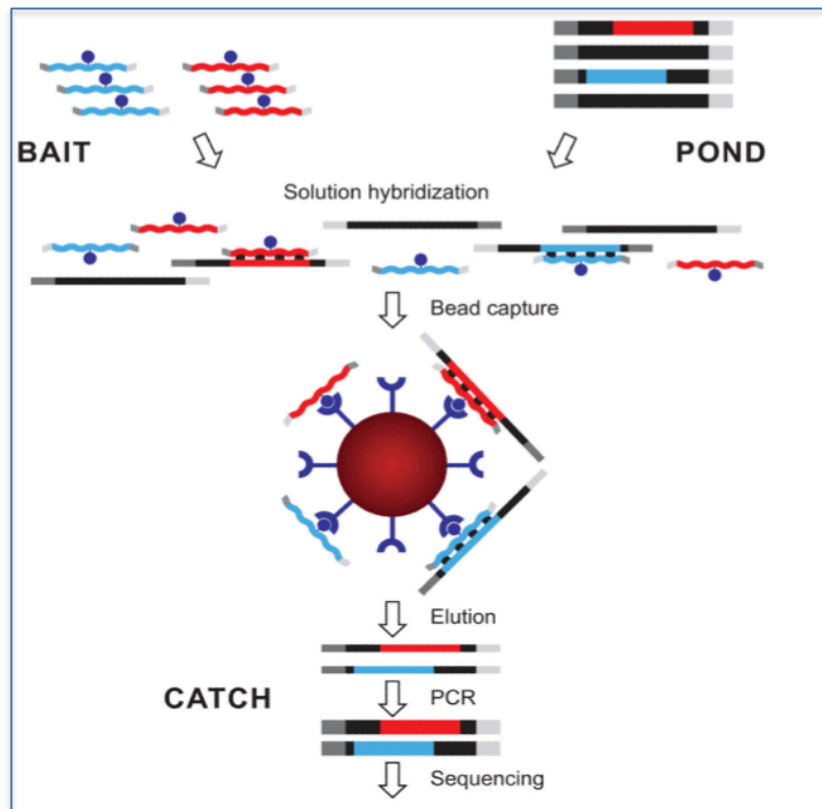 BAIT
POND
Solution hybridization
Bead capture
Elution
CATCH
PCR
Sequencing